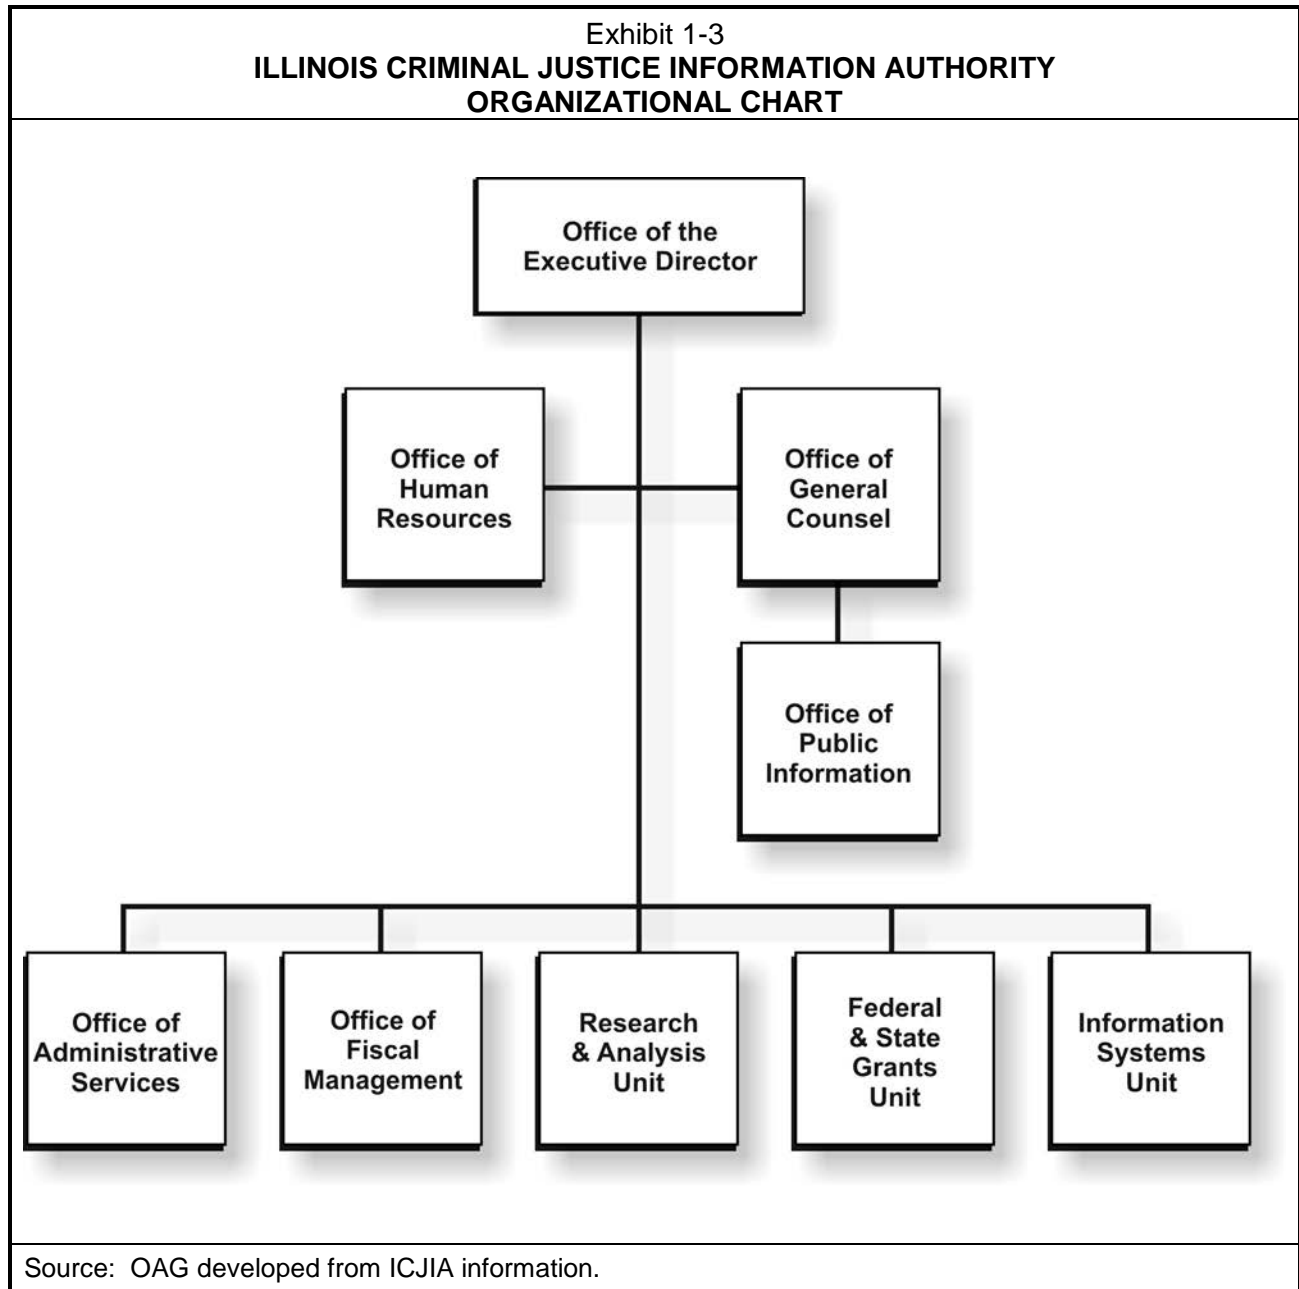 Exhibit 1-3
ILLINOIS CRIMINAL JUSTICE INFORMATION AUTHORITY
ORGANIZATIONAL CHART
Office of the
Executive Director
Office of
Human
Resources
Office of
General
Counsel
Office of
Public
Information
Office of
Administrative
Services
Office of
Fiscal
Management
Research
& Analysis
Unit
Federal
& State
Grants
Unit
Information
Systems
Unit
Source: OAG developed from ICJIA information.